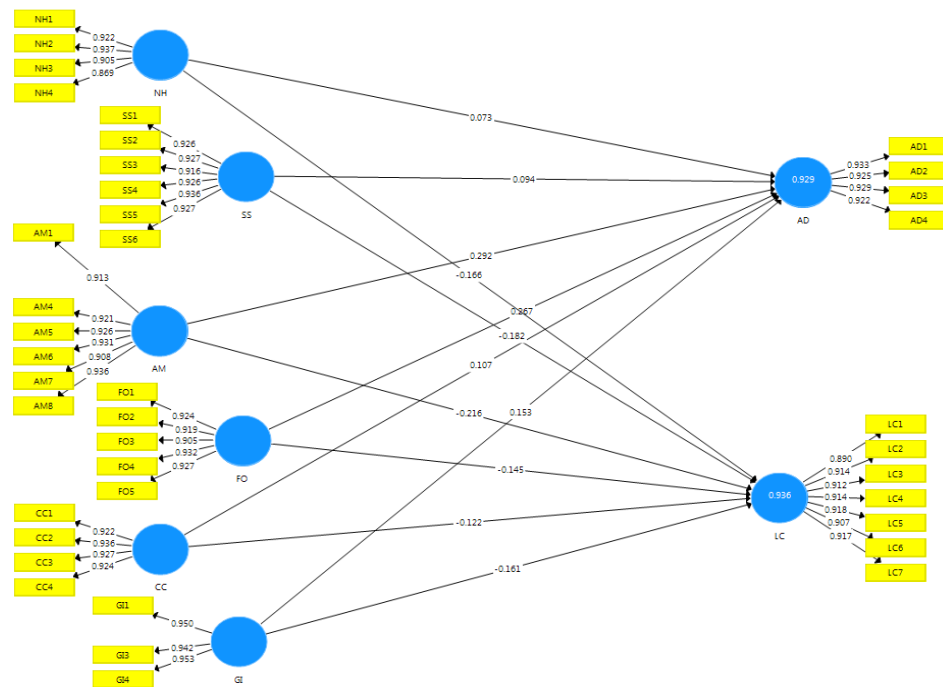 NH1
NH2
NH3
NH4
0.922
0.937
0.905
0.869
NH
SS1
SS2
SS3
SS4
SS5
SS6
0.926
0.927
0.916
0.926
0.936
0.927
SS
AM1
AM4
AM5
AM6
AM7
AM8
0.913
0.921
0.926
0.931
0.908
0.936
AM
FO1
FO2
FO3
FO4
FO5
0.924
0.919
0.905
0.932
0.927
FO
CC1
CC2
CC3
CC4
0.922
0.936
0.927
0.924
CC
GI1
GI3
GI4
0.950
0.942
0.953
GI
0.073
0.094
0.292
-0.166
0.267
-0.182
0.107
0.153
-0.216
-0.145
-0.122
-0.161
0.929
AD
0.933
0.925
0.929
0.922
AD1
AD2
AD3
AD4
0.936
LC
0.890
0.914
0.912
0.914
0.918
0.907
0.917
LC1
LC2
LC3
LC4
LC5
LC6
LC7